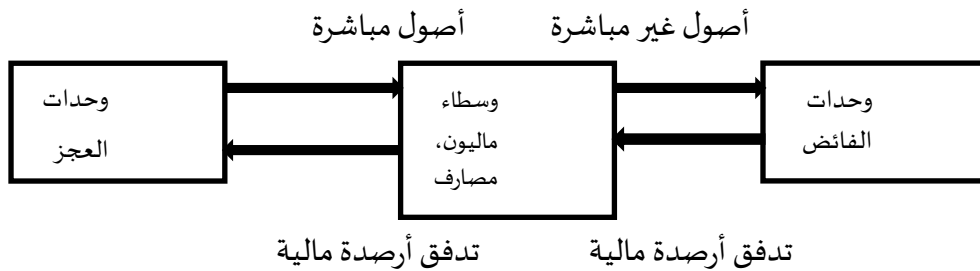 أصول غير مباشرة
أصول مباشرة
وحدات
الفائض
وسطاء
ماليون،
مصارف
وحدات
العجز
تدفق أرصدة مالية
تدفق أرصدة مالية